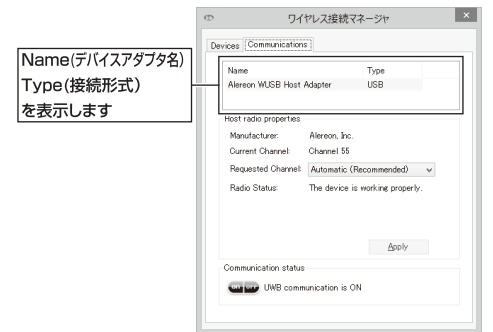 ワイヤレス接続マネージャ
×
Devices Communications
Name(デバイスアダプタ名)
Type(接続形式)
を表示します
Name Type
Alereon WUSB Host Adapter USB
Host radio properties
Manufacturer: Alereon, Inc.
Current Channel: Channel 55
Requested Channel: Automatic (Recommended)
Radio Status: The device is working properly.
Apply
Communication status
ON OFF UWB communication is ON